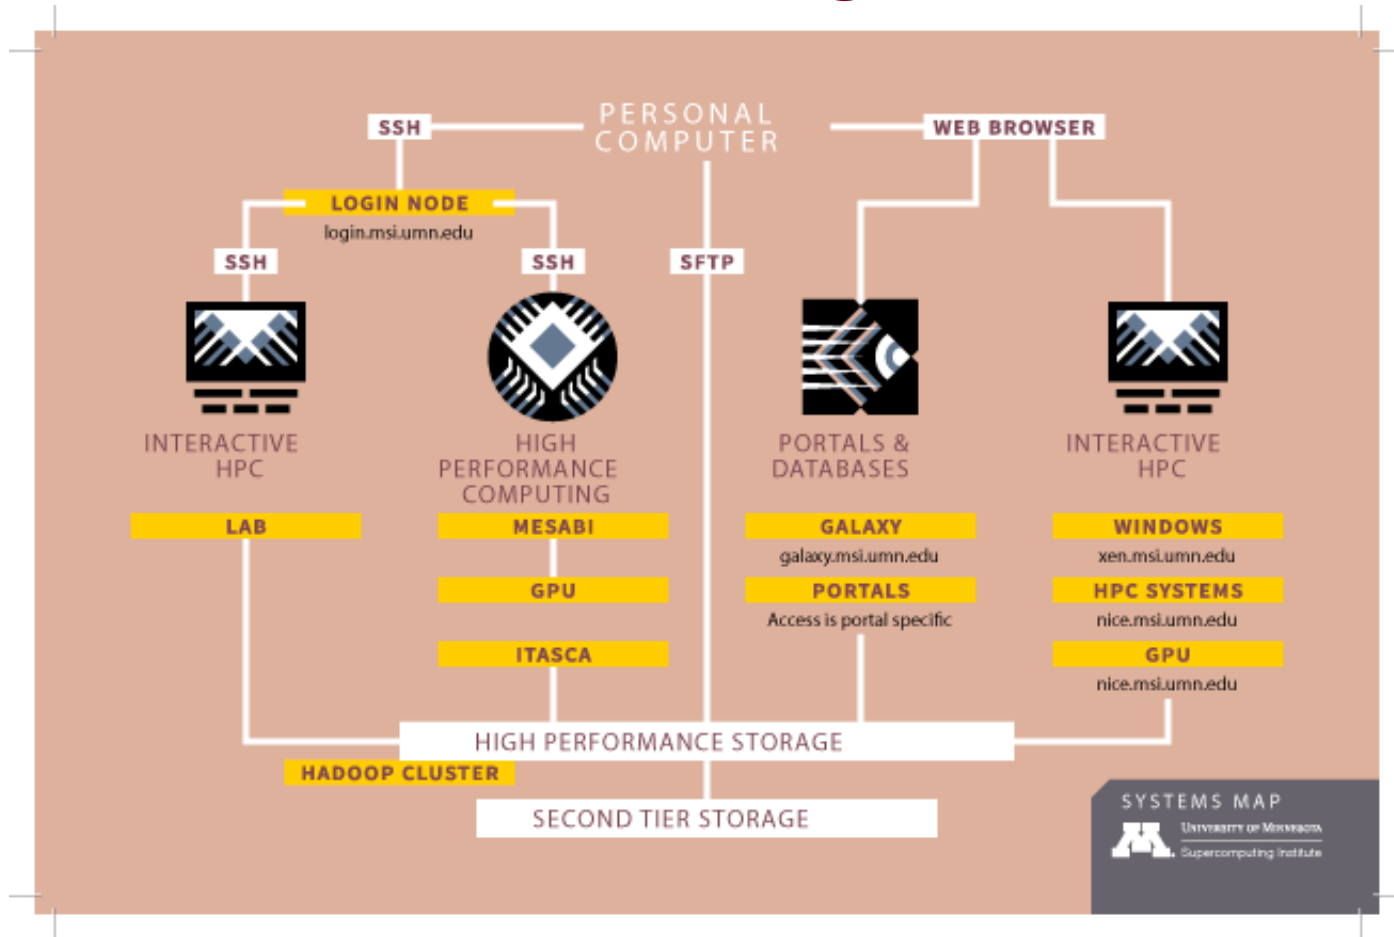 PERSONAL
COMPUTER
SSH
WEB BROWSER
LOGIN NODE
login.msi.umn.edu
SSH
SSH
SFTP
INTERACTIVE
HPC
HIGH
PERFORMANCE
COMPUTING
PORTALS &
DATABASES
INTERACTIVE
HPC
LAB
MESABI
GALAXY
WINDOWS
galaxy.msi.umn.edu
xen.msi.umn.edu
GPU
PORTALS
HPC SYSTEMS
Access is portal specific
nice.msi.umn.edu
ITASCA
GPU
nice.msi.umn.edu
HIGH PERFORMANCE STORAGE
HADOOP CLUSTER
SECOND TIER STORAGE
SYSTEMS MAP
M
UNIVERSITY OF MINNESOTA
Supercomputing Institute